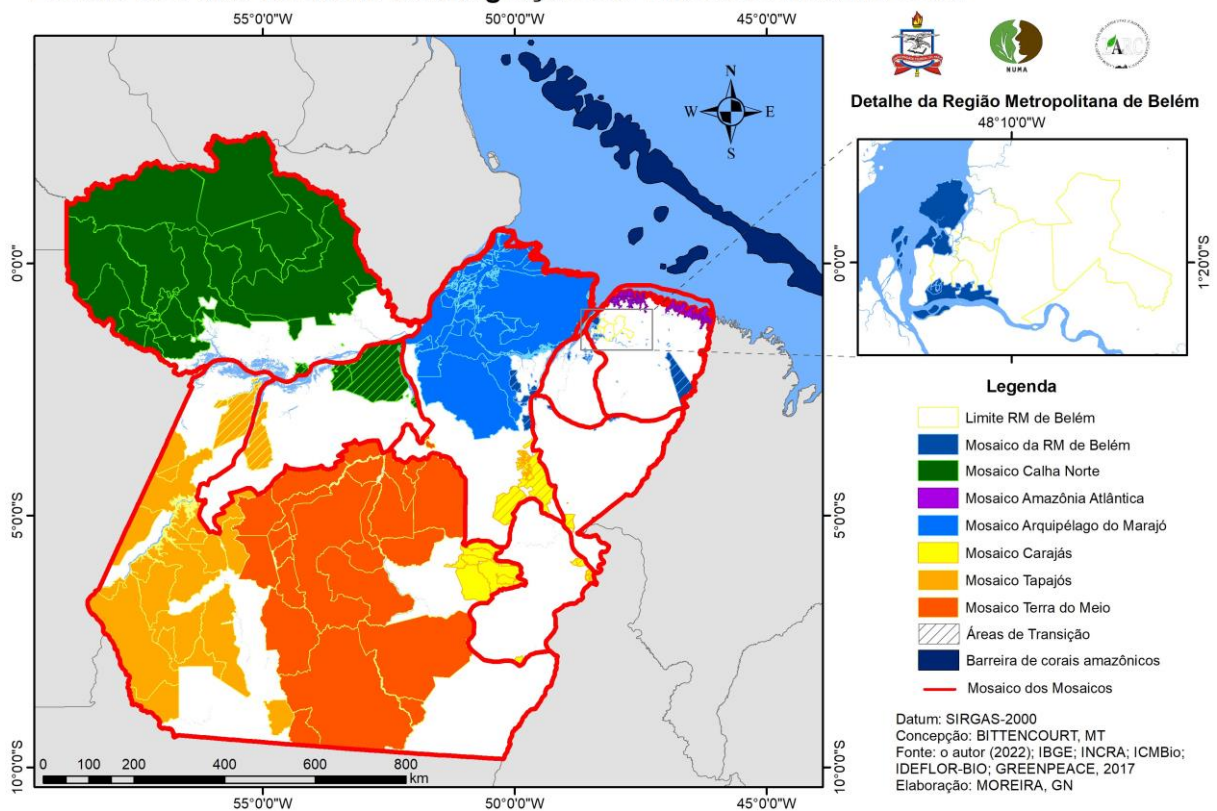 55°0'0"W
50°0'0"W
45°0'0"W
0°0'0"
5°0'0"S
10°0'0"S
N
W
E
S
0 100 200 400 600 800
km
0°0'0"
5°0'0"S
10°0'0"S
55°0'0"W
50°0'0"W
45°0'0"W
NUMA
Detalhe da Região Metropolitana de Belém
48°10'0"W
1°20'0"S
Legenda
Limite RM de Belém
Mosaico da RM de Belém
Mosaico Calha Norte
Mosaico Amazônia Atlântica
Mosaico Arquipélago do Marajó
Mosaico Carajás
Mosaico Tapajós
Mosaico Terra do Meio
Áreas de Transição
Barreira de corais amazônicos
Mosaico dos Mosaicos
Datum: SIRGAS-2000
Concepção: BITTENCOURT, MT
Fonte: o autor (2022); IBGE; INCRA; ICMBio;
IDEFLOR-BIO; GREENPEACE, 2017
Elaboração: MOREIRA, GN